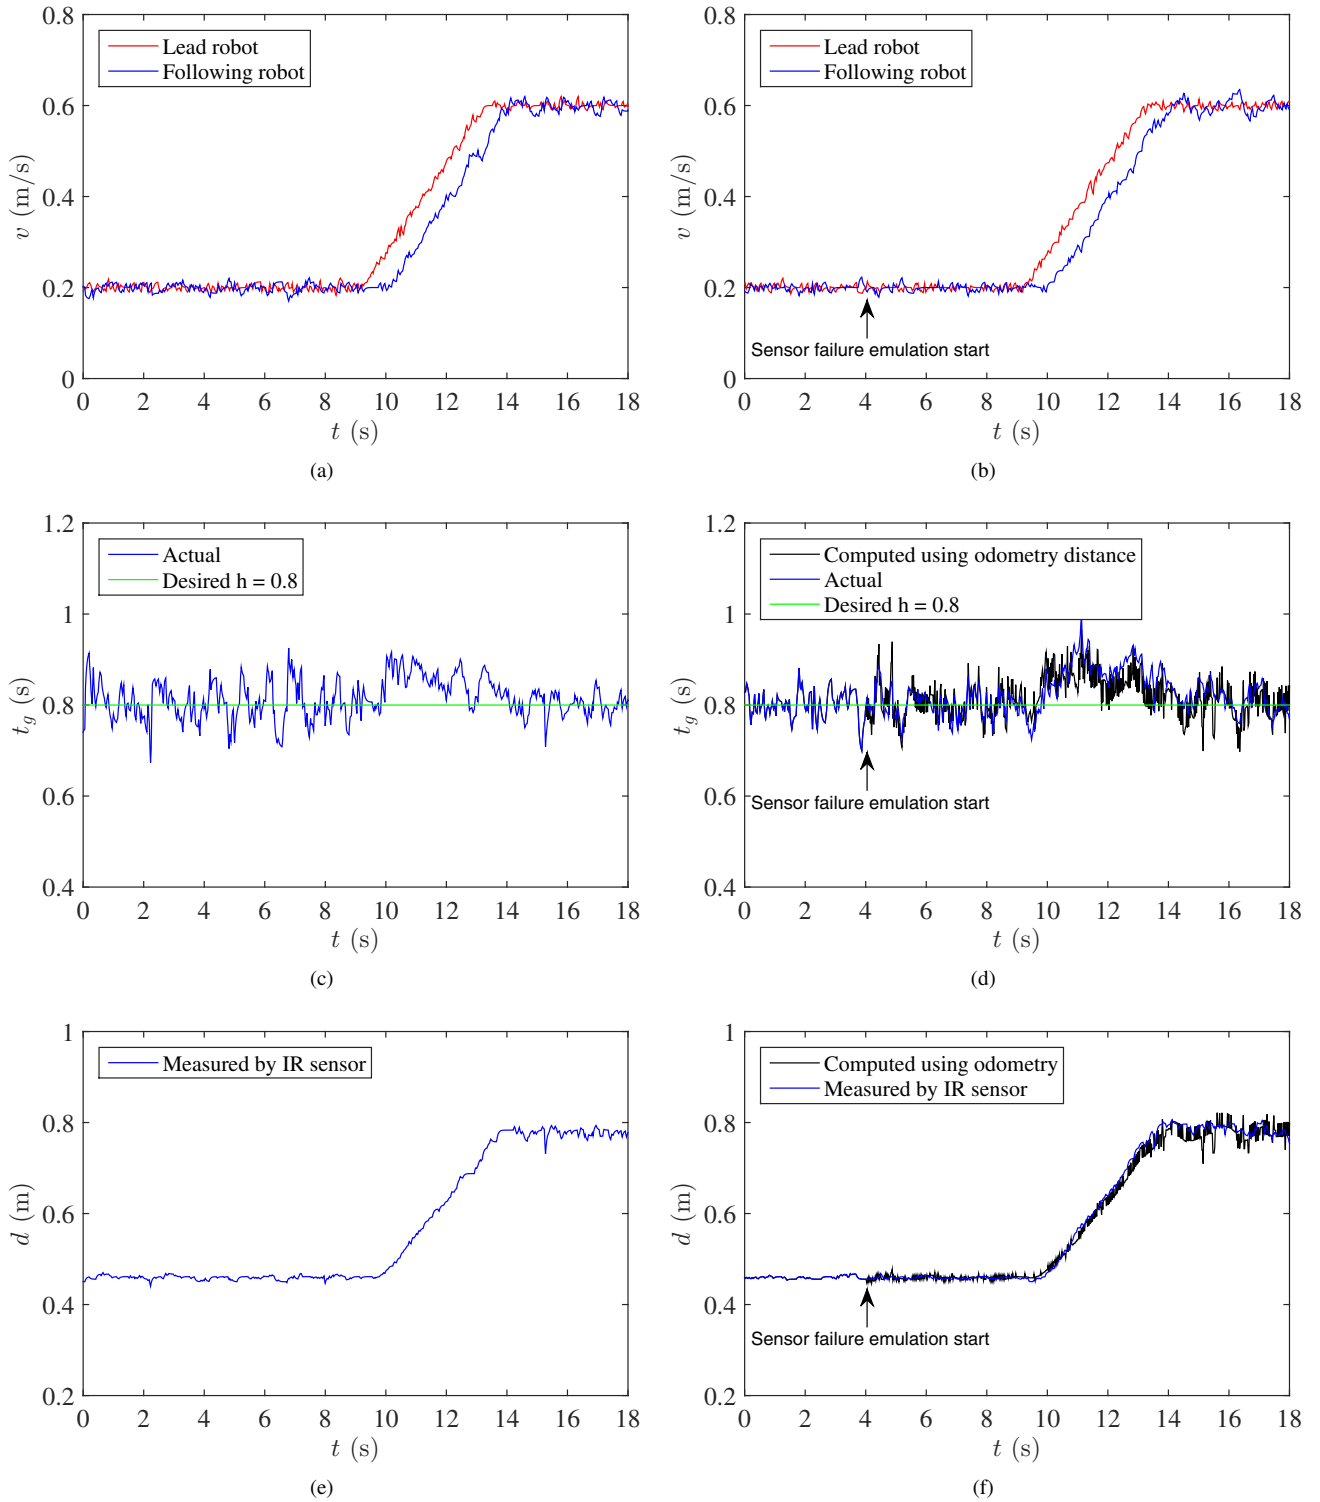 0.8
0.6
0.4
0.2
0
v (m/s)
Lead robot
Following robot
0 2 4 6 8 10 12 14 16 18
t (s)
(a)
0.8
0.6
0.4
0.2
0
v (m/s)
Lead robot
Following robot
Sensor failure emulation start
0 2 4 6 8 10 12 14 16 18
t (s)
(b)
1.2
1
0.8
0.6
0.4
t_g (s)
Actual
Desired h = 0.8
0 2 4 6 8 10 12 14 16 18
t (s)
(c)
1.2
1
0.8
0.6
0.4
t_g (s)
Computed using odometry distance
Actual
Desired h = 0.8
Sensor failure emulation start
0 2 4 6 8 10 12 14 16 18
t (s)
(d)
1
0.8
0.6
0.4
0.2
d (m)
Measured by IR sensor
0 2 4 6 8 10 12 14 16 18
t (s)
(e)
1
0.8
0.6
0.4
0.2
d (m)
Computed using odometry
Measured by IR sensor
Sensor failure emulation start
0 2 4 6 8 10 12 14 16 18
t (s)
(f)